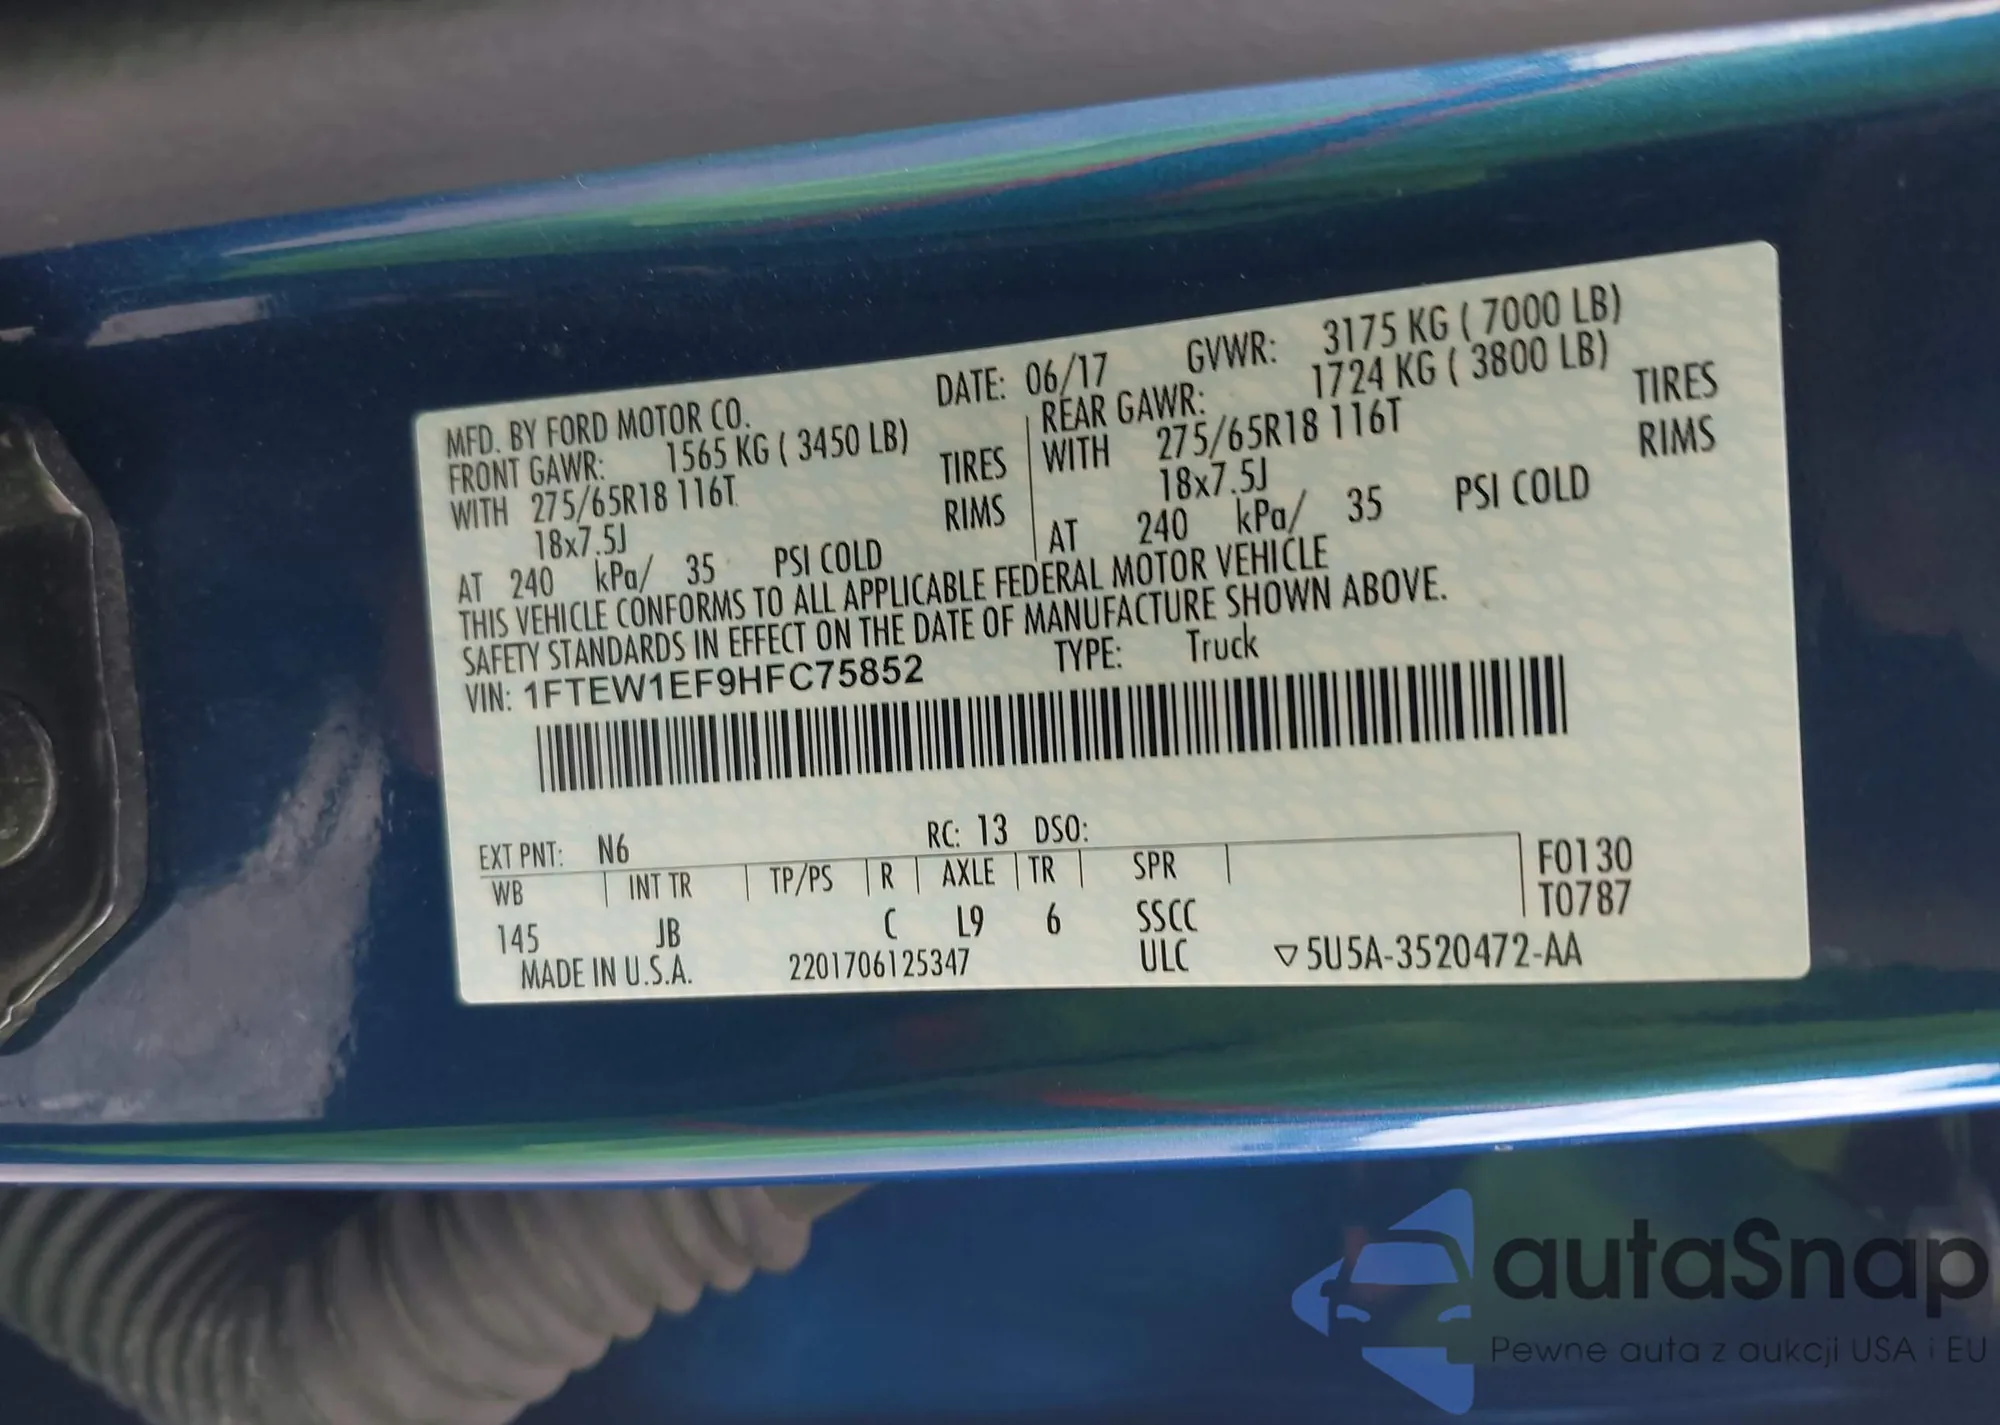 MFD. BY FORD MOTOR CO. DATE: 06/17 GVWR: 3175 KG ( 7000 LB)
FRONT GAWR: 1565 KG ( 3450 LB) REAR GAWR: 1724 KG ( 3800 LB)
WITH 275/65R18 116T TIRES WITH 275/65R18 116T TIRES
18x7.5J RIMS 18x7.5J RIMS
AT 240 kPa/ 35 PSI COLD AT 240 kPa/ 35 PSI COLD
THIS VEHICLE CONFORMS TO ALL APPLICABLE FEDERAL MOTOR VEHICLE
SAFETY STANDARDS IN EFFECT ON THE DATE OF MANUFACTURE SHOWN ABOVE.
VIN: 1FTEW1EF9HFC75852 TYPE: Truck
EXT PNT: N6 RC: 13 DSO:
WB INT TR TP/PS R AXLE TR SPR F0130
T0787
145 JB C L9 6 SSCC
MADE IN U.S.A. 2201706125347 ULC ▽5U5A-3520472-AA
autaSnap
Pewne auta z aukcji USA i EU